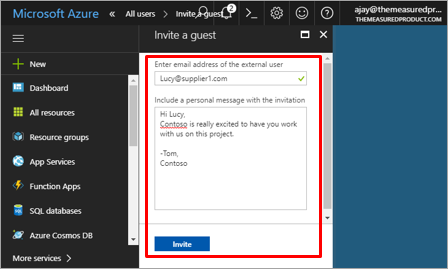 Microsoft Azure
All users > Invite a guest
2
>_
ajay@themeasuredpr...
THEMEASUREDPRODUCT.COM
Invite a guest
New
Dashboard
All resources
Resource groups
App Services
Function Apps
SQL databases
Azure Cosmos DB
More services >
Enter email address of the external user
Lucy@supplier1.com
Include a personal message with the invitation
Hi Lucy,
Contoso is really excited to have you work
with us on this project.
-Tom,
Contoso
Invite